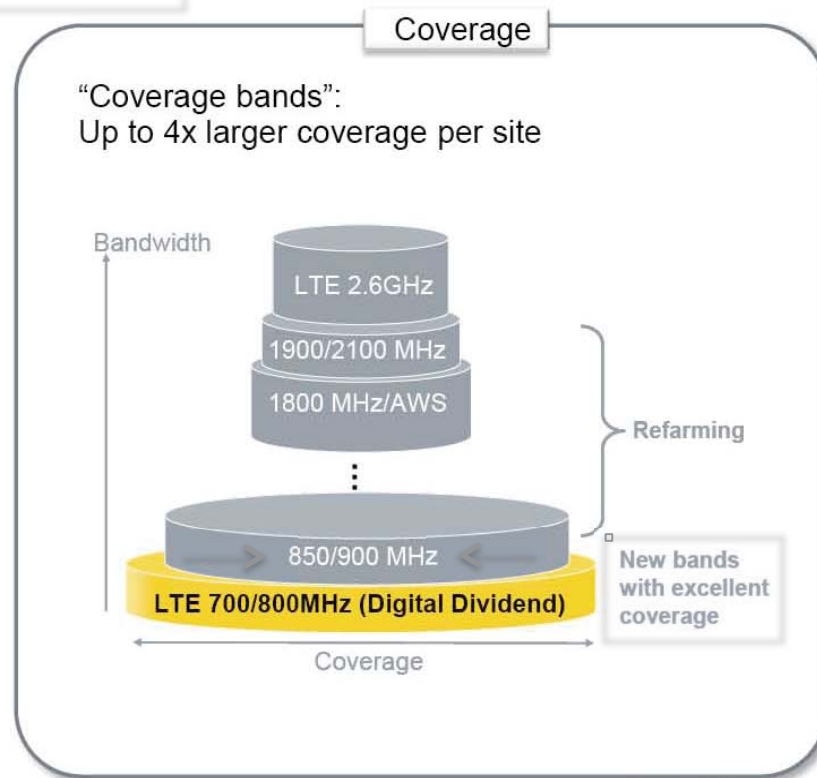 Coverage
“Coverage bands”:
Up to 4x larger coverage per site
Bandwidth
LTE 2.6GHz
1900/2100 MHz
1800 MHz/AWS
Refarming
850/900 MHz
New bands
with excellent
coverage
LTE 700/800MHz (Digital Dividend)
Coverage